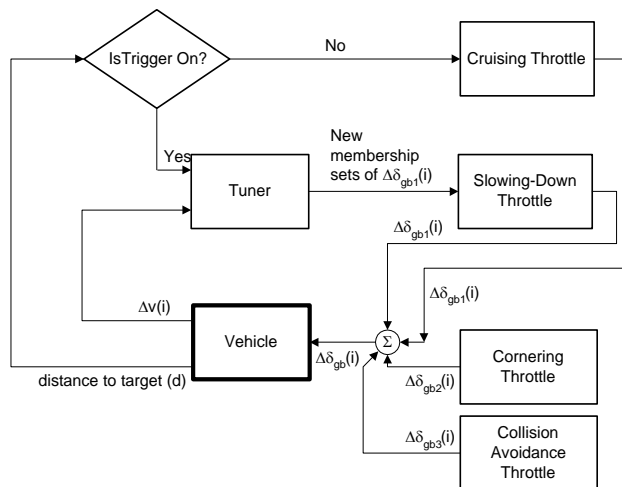 IsTrigger On?
No
Cruising Throttle
Yes
New
membership
sets of Δδgb1(i)
Tuner
Slowing-Down
Throttle
Δδgb1(i)
Δδgb1(i)
Δv(i)
Vehicle
Σ
Δδgb(i)
distance to target (d)
Cornering
Throttle
Δδgb2(i)
Δδgb3(i)
Collision
Avoidance
Throttle